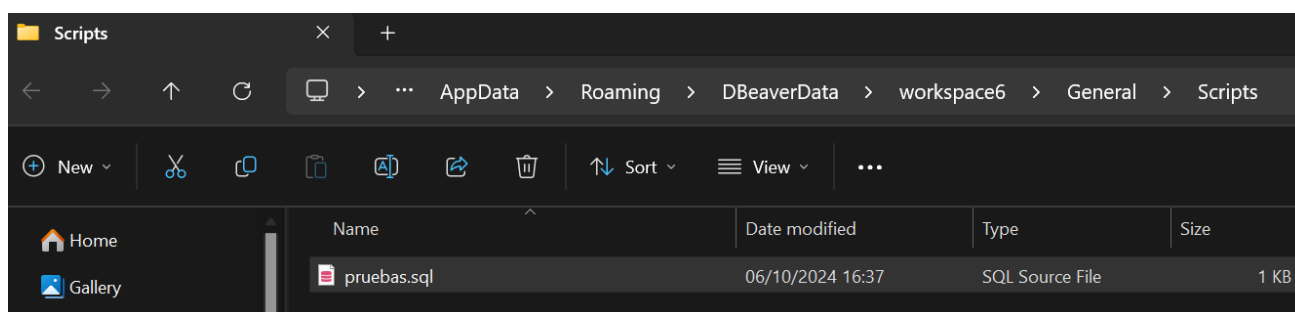 Scripts
AppData > Roaming > DBeaverData > workspace6 > General > Scripts
New Sort View
Home
Gallery
Name Date modified Type Size
pruebas.sql 06/10/2024 16:37 SQL Source File 1 KB